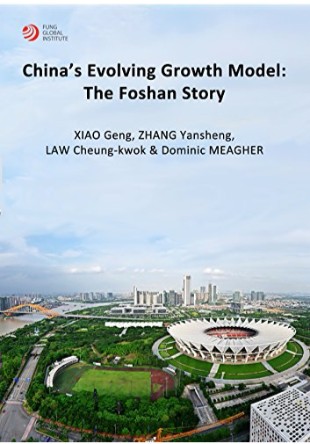 FUNG
GLOBAL
INSTITUTE
China's Evolving Growth Model:
The Foshan Story
XIAO Geng, ZHANG Yansheng,
LAW Cheung-kwok & Dominic MEAGHER